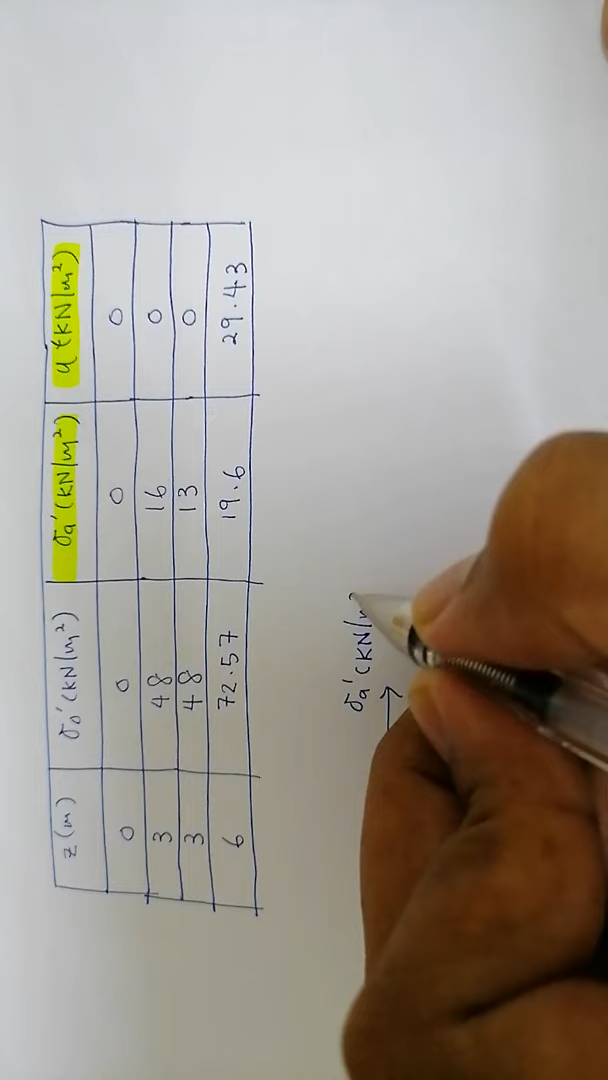 z (m) σo' (kN/m²) σa' (kN/m²) u (kN/m²)
0 0 0 0
3 48 16 0
3 48 13 0
6 72.57 19.6 29.43
σa' (kN/m²